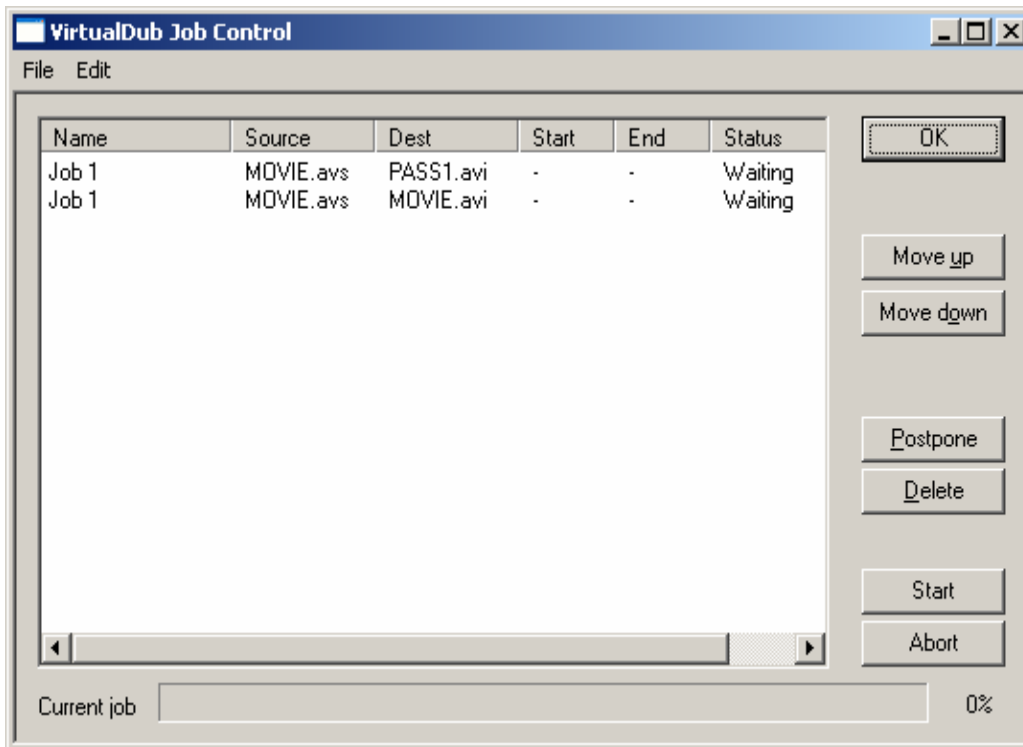 VirtualDub Job Control
File Edit
Name Source Dest Start End Status
Job 1 MOVIE.avs PASS1.avi - - Waiting
Job 1 MOVIE.avs MOVIE.avi - - Waiting
OK
Move up
Move down
Postpone
Delete
Start
Abort
Current job 0%